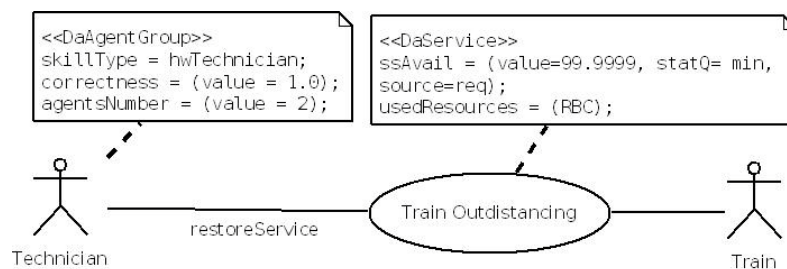 <<DaAgentGroup>>
skillType = hwTechnician;
correctness = (value = 1.0);
agentsNumber = (value = 2);
<<DaService>>
ssAvail = (value=99.9999, statQ= min,
source=req);
usedResources = (RBC);
Train Outdistancing
restoreService
Technician
Train